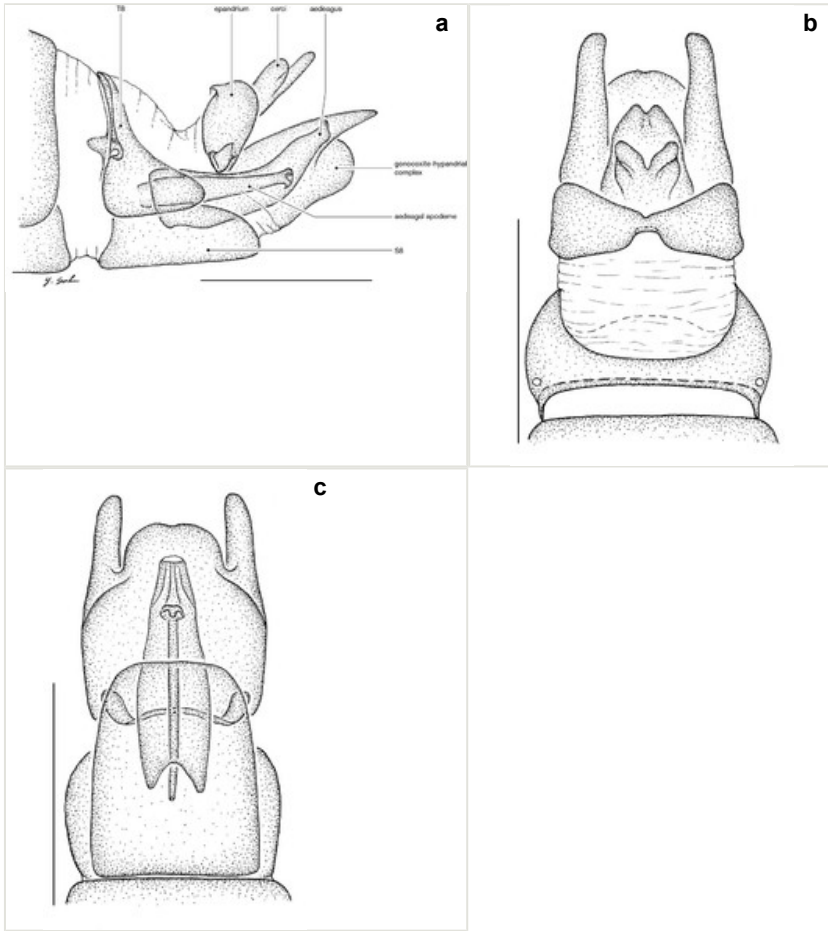 T8 epandrium cerci aedeagus
a
gonocoxite-hypandrial
complex
aedeagal apodeme
S8
b
c